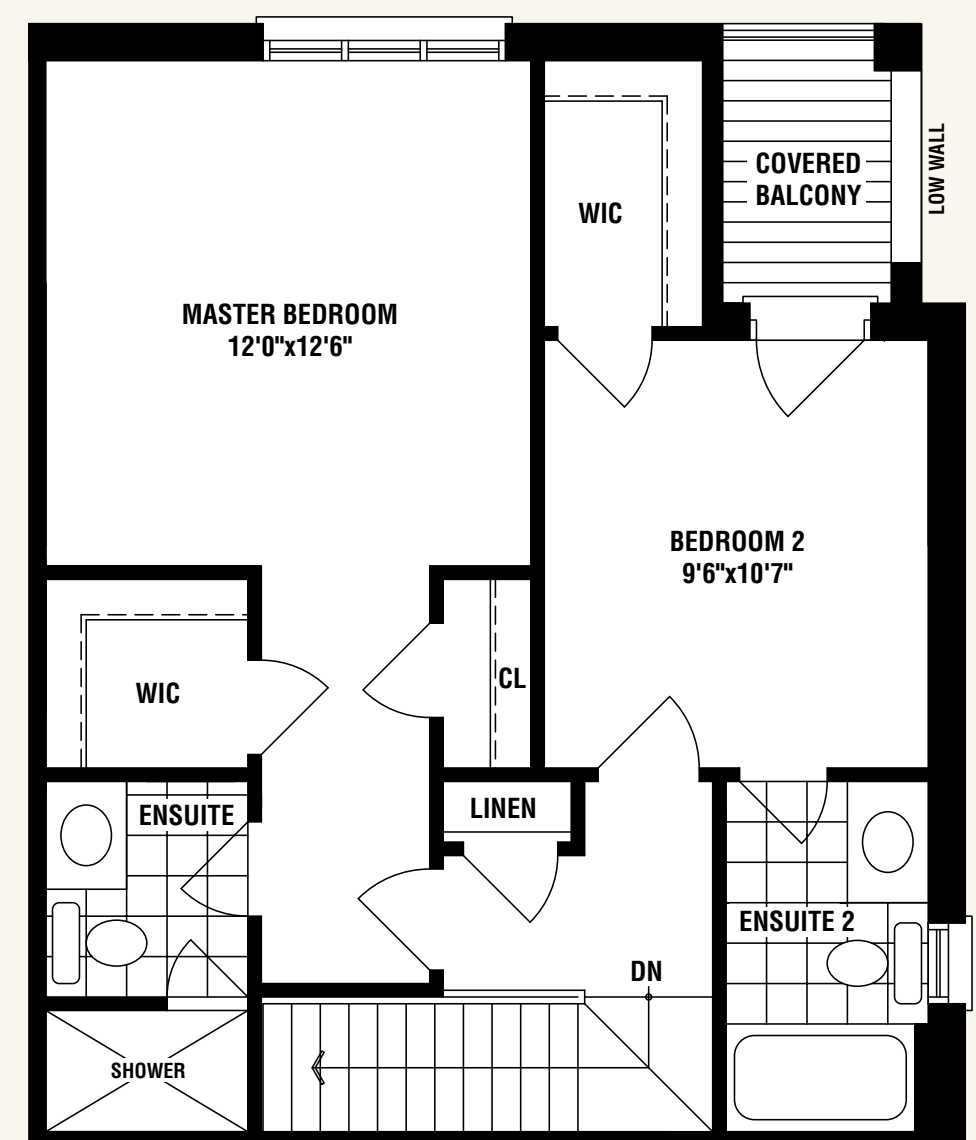 COVERED
BALCONY
LOW WALL
WIC
MASTER BEDROOM
12'0"x12'6"
BEDROOM 2
9'6"x10'7"
WIC
CL
ENSUITE
LINEN
ENSUITE 2
DN
SHOWER